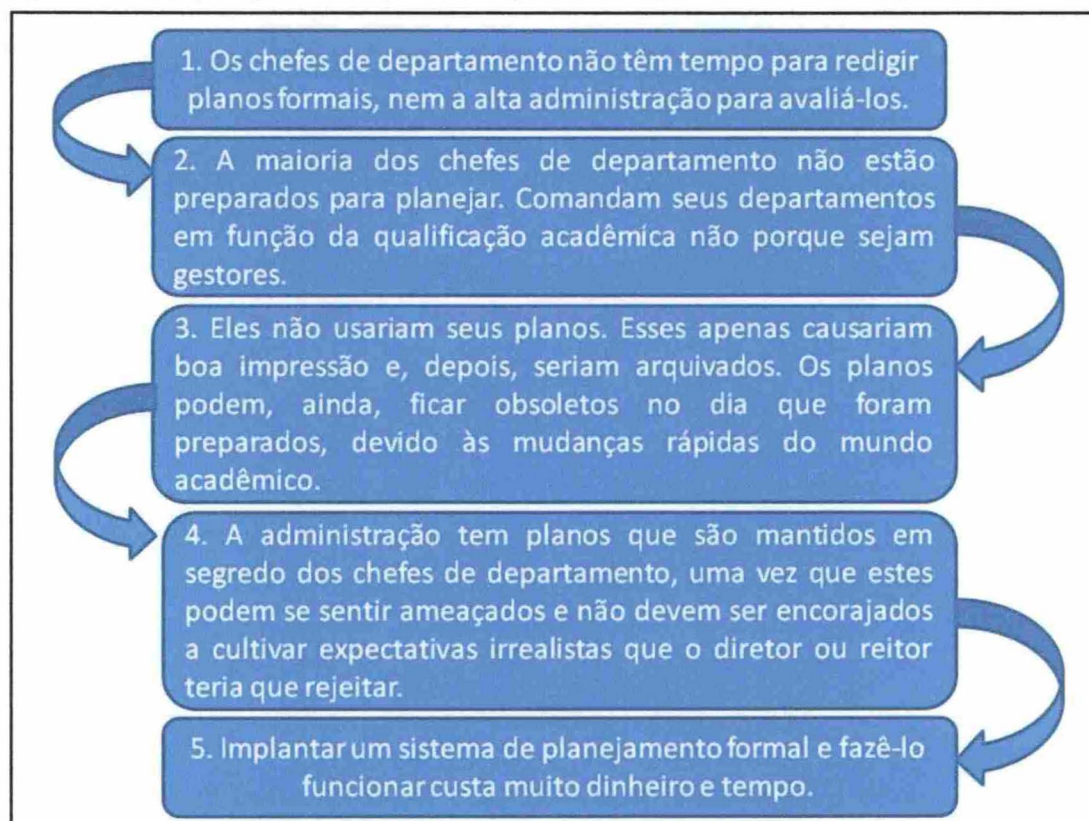 1. Os chefes de departamento não têm tempo para redigir
planos formais, nem a alta administração para avaliá-los.
2. A maioria dos chefes de departamento não estão
preparados para planejar. Comandam seus departamentos
em função da qualificação acadêmica não porque sejam
gestores.
3. Eles não usariam seus planos. Esses apenas causariam
boa impressão e, depois, seriam arquivados. Os planos
podem, ainda, ficar obsoletos no dia que foram
preparados, devido às mudanças rápidas do mundo
acadêmico.
4. A administração tem planos que são mantidos em
segredo dos chefes de departamento, uma vez que estes
podem se sentir ameaçados e não devem ser encorajados
a cultivar expectativas irrealistas que o diretor ou reitor
teria que rejeitar.
5. Implantar um sistema de planejamento formal e fazê-lo
funcionar custa muito dinheiro e tempo.